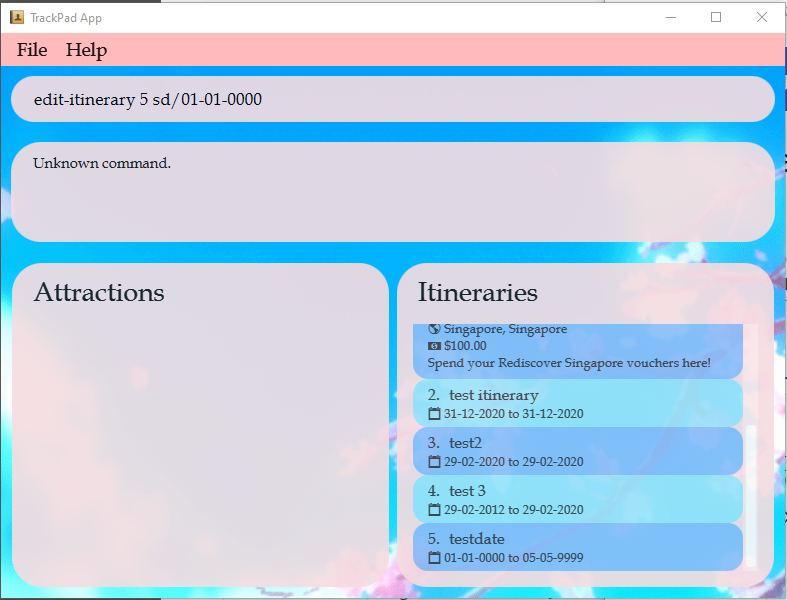 TrackPad App
File Help
edit-itinerary 5 sd/01-01-0000
Unknown command.
Attractions
Itineraries
Singapore, Singapore
$100.00
Spend your Rediscover Singapore vouchers here!
2. test itinerary
31-12-2020 to 31-12-2020
3. test2
29-02-2020 to 29-02-2020
4. test 3
29-02-2012 to 29-02-2020
5. testdate
01-01-0000 to 05-05-9999